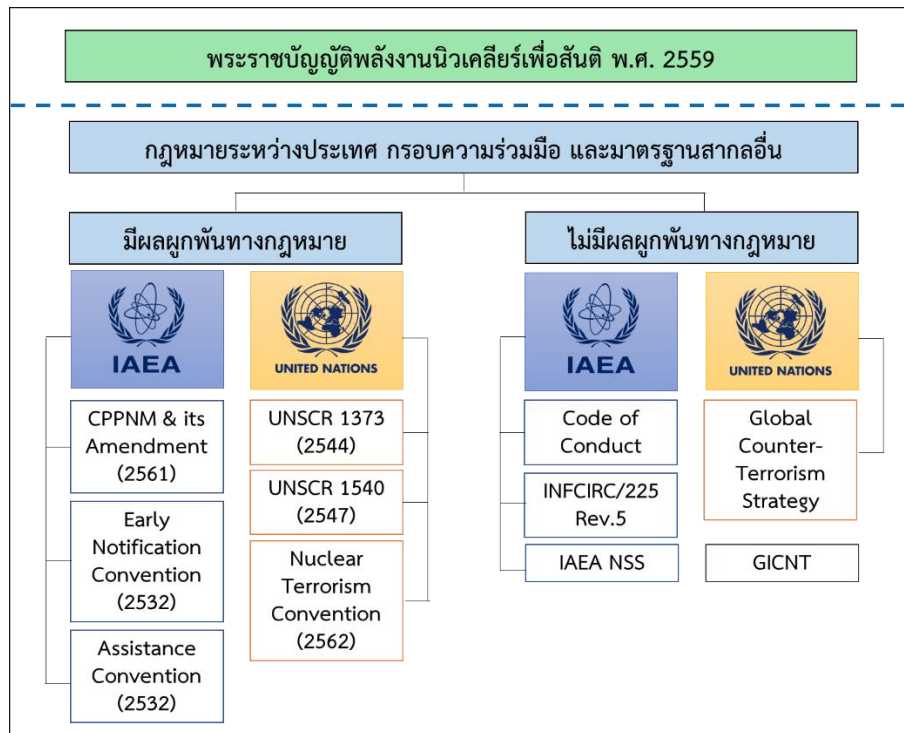 พระราชบัญญัติพลังงานนิวเคลียร์เพื่อสันติ พ.ศ. 2559
กฎหมายระหว่างประเทศ กรอบความร่วมมือ และมาตรฐานสากลอื่น
มีผลผูกพันทางกฎหมาย
IAEA
UNITED NATIONS
CPPNM & its
Amendment
(2561)
Early
Notification
Convention
(2532)
Assistance
Convention
(2532)
UNSCR 1373
(2544)
UNSCR 1540
(2547)
Nuclear
Terrorism
Convention
(2562)
ไม่มีผลผูกพันทางกฎหมาย
IAEA
UNITED NATIONS
Code of
Conduct
INFCIRC/225
Rev.5
IAEA NSS
Global
Counter-
Terrorism
Strategy
GICNT